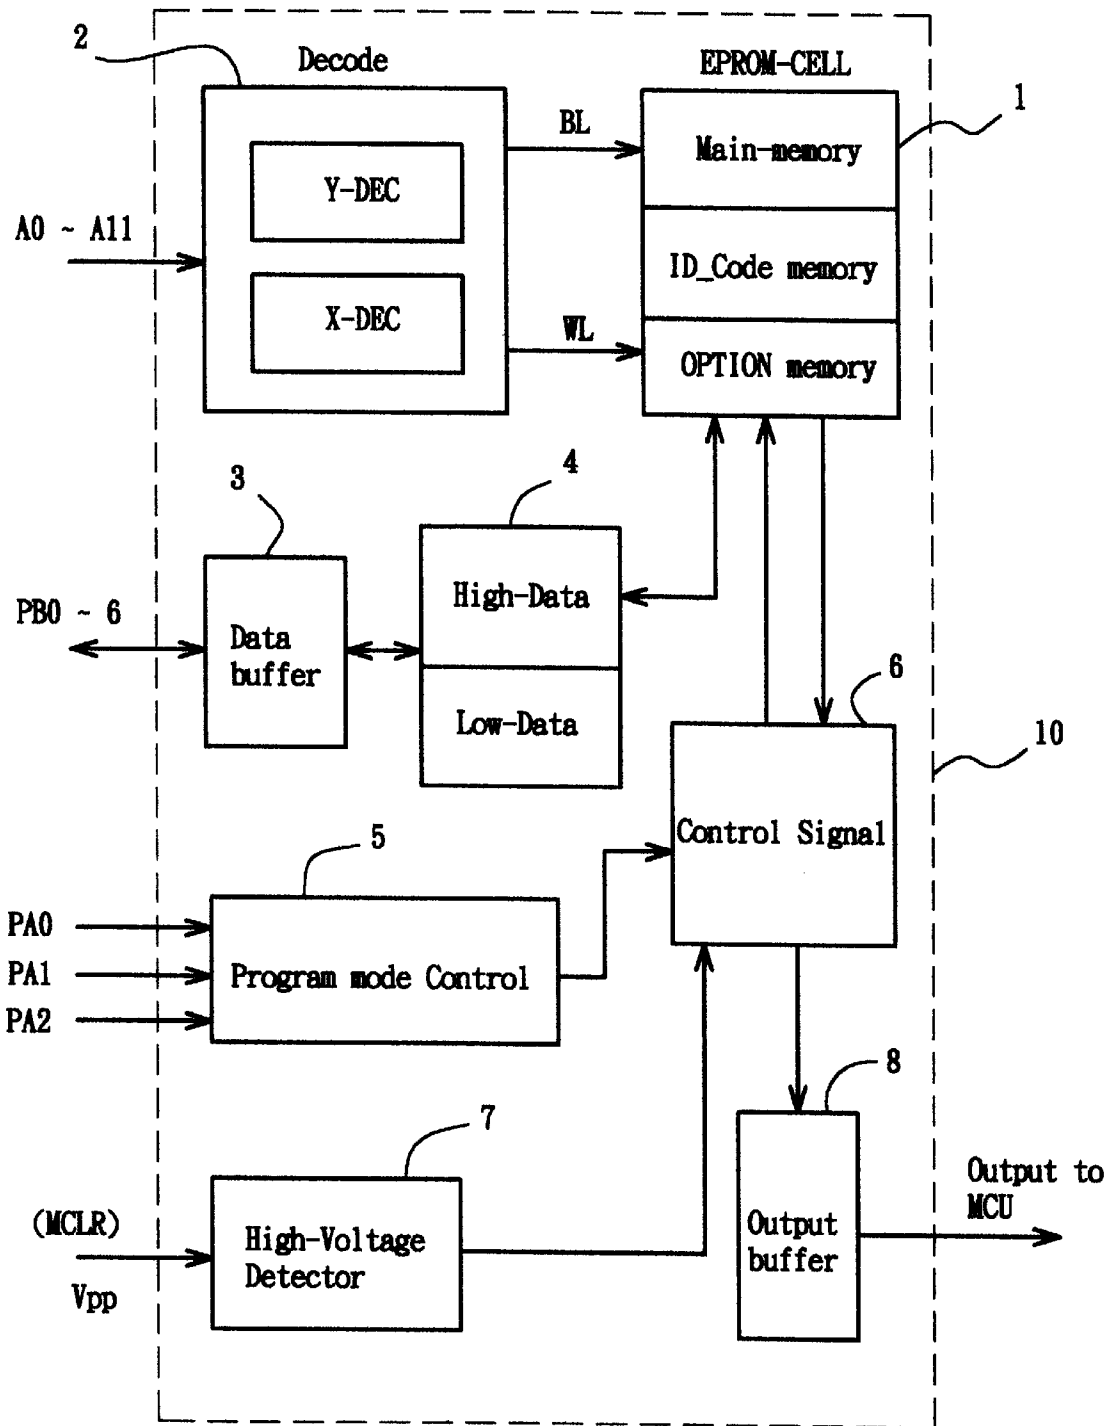 2
Decode
EPROM-CELL
1
BL
Main-memory
Y-DEC
A0 ~ A11
ID_Code memory
X-DEC
WL
OPTION memory
3
4
PB0 ~ 6
High-Data
Data
buffer
Low-Data
6
10
Control Signal
5
PA0
PA1
PA2
Program mode Control
8
7
Output to
MCU
(MCLR)
Vpp
High-Voltage
Detector
Output
buffer